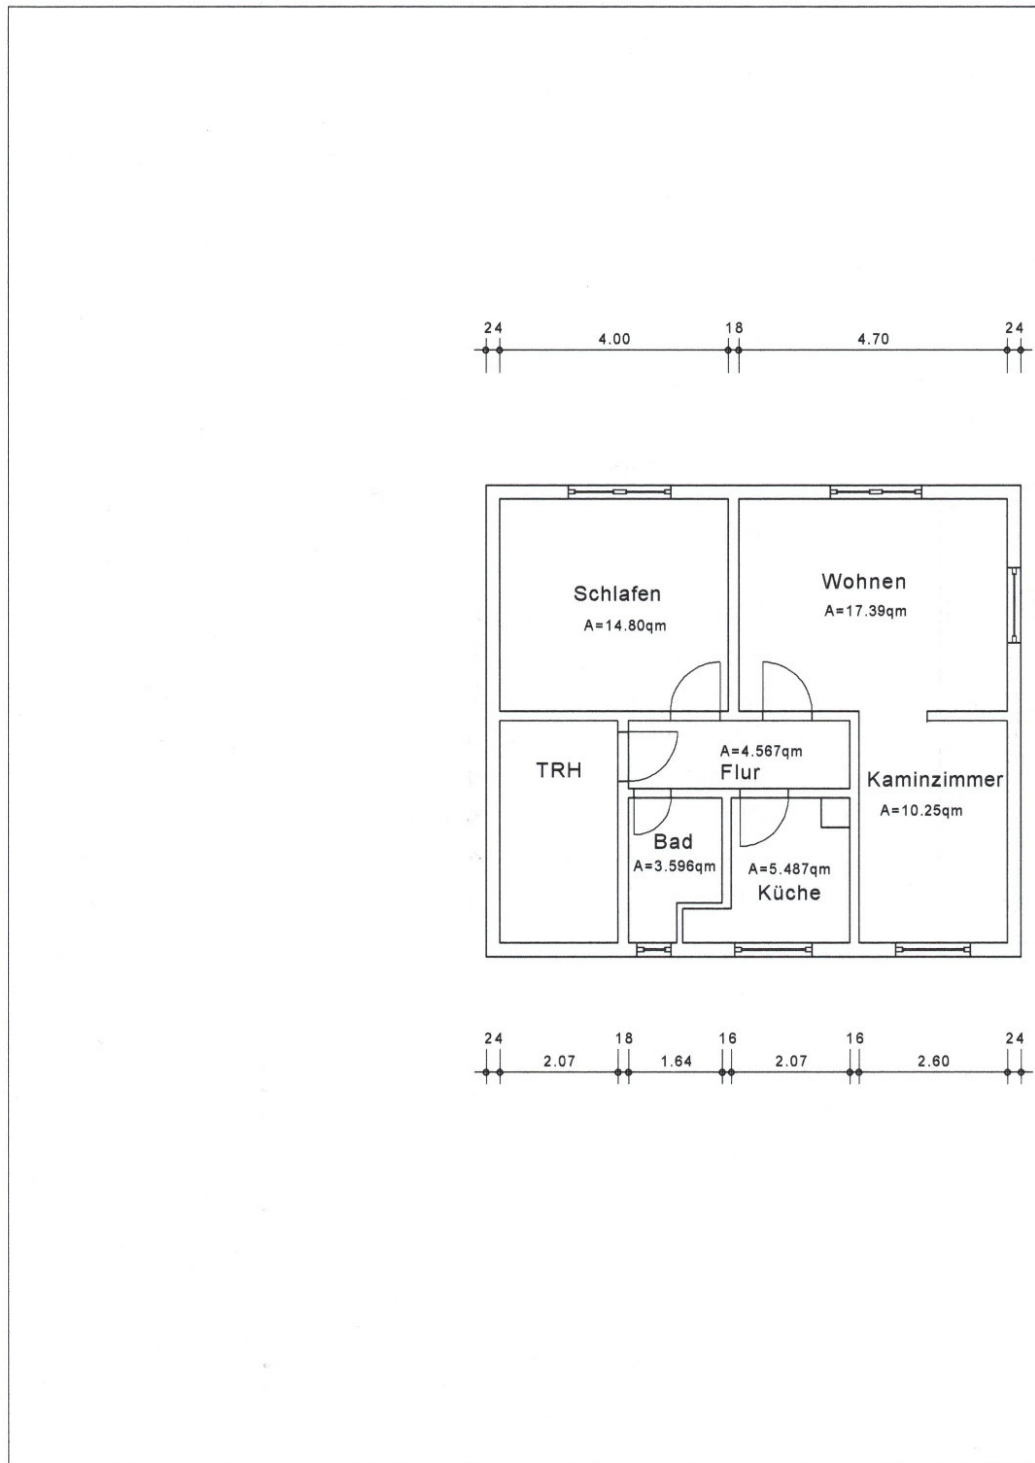 24 4.00 18 4.70 24
Schlafen
A=14.80qm
Wohnen
A=17.39qm
TRH
A=4.567qm
Flur
Kaminzimmer
A=10.25qm
Bad
A=3.596qm
A=5.487qm
Küche
24 2.07 18 1.64 16 2.07 16 2.60 24